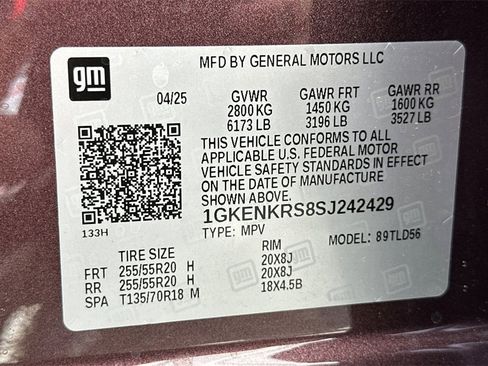 gm
MFD BY GENERAL MOTORS LLC
04/25 GVWR GAWR FRT GAWR RR
2800 KG 1450 KG 1600 KG
6173 LB 3196 LB 3527 LB
THIS VEHICLE CONFORMS TO ALL
APPLICABLE U.S. FEDERAL MOTOR
VEHICLE SAFETY STANDARDS IN EFFECT
ON THE DATE OF MANUFACTURE
SHOWN ABOVE.
133H 1GKENKRS8SJ242429
TYPE: MPV MODEL: 89TLD56
TIRE SIZE RIM
FRT 255/55R20 H 20X8J
RR 255/55R20 H 20X8J
SPA T135/70R18 M 18X4.5B